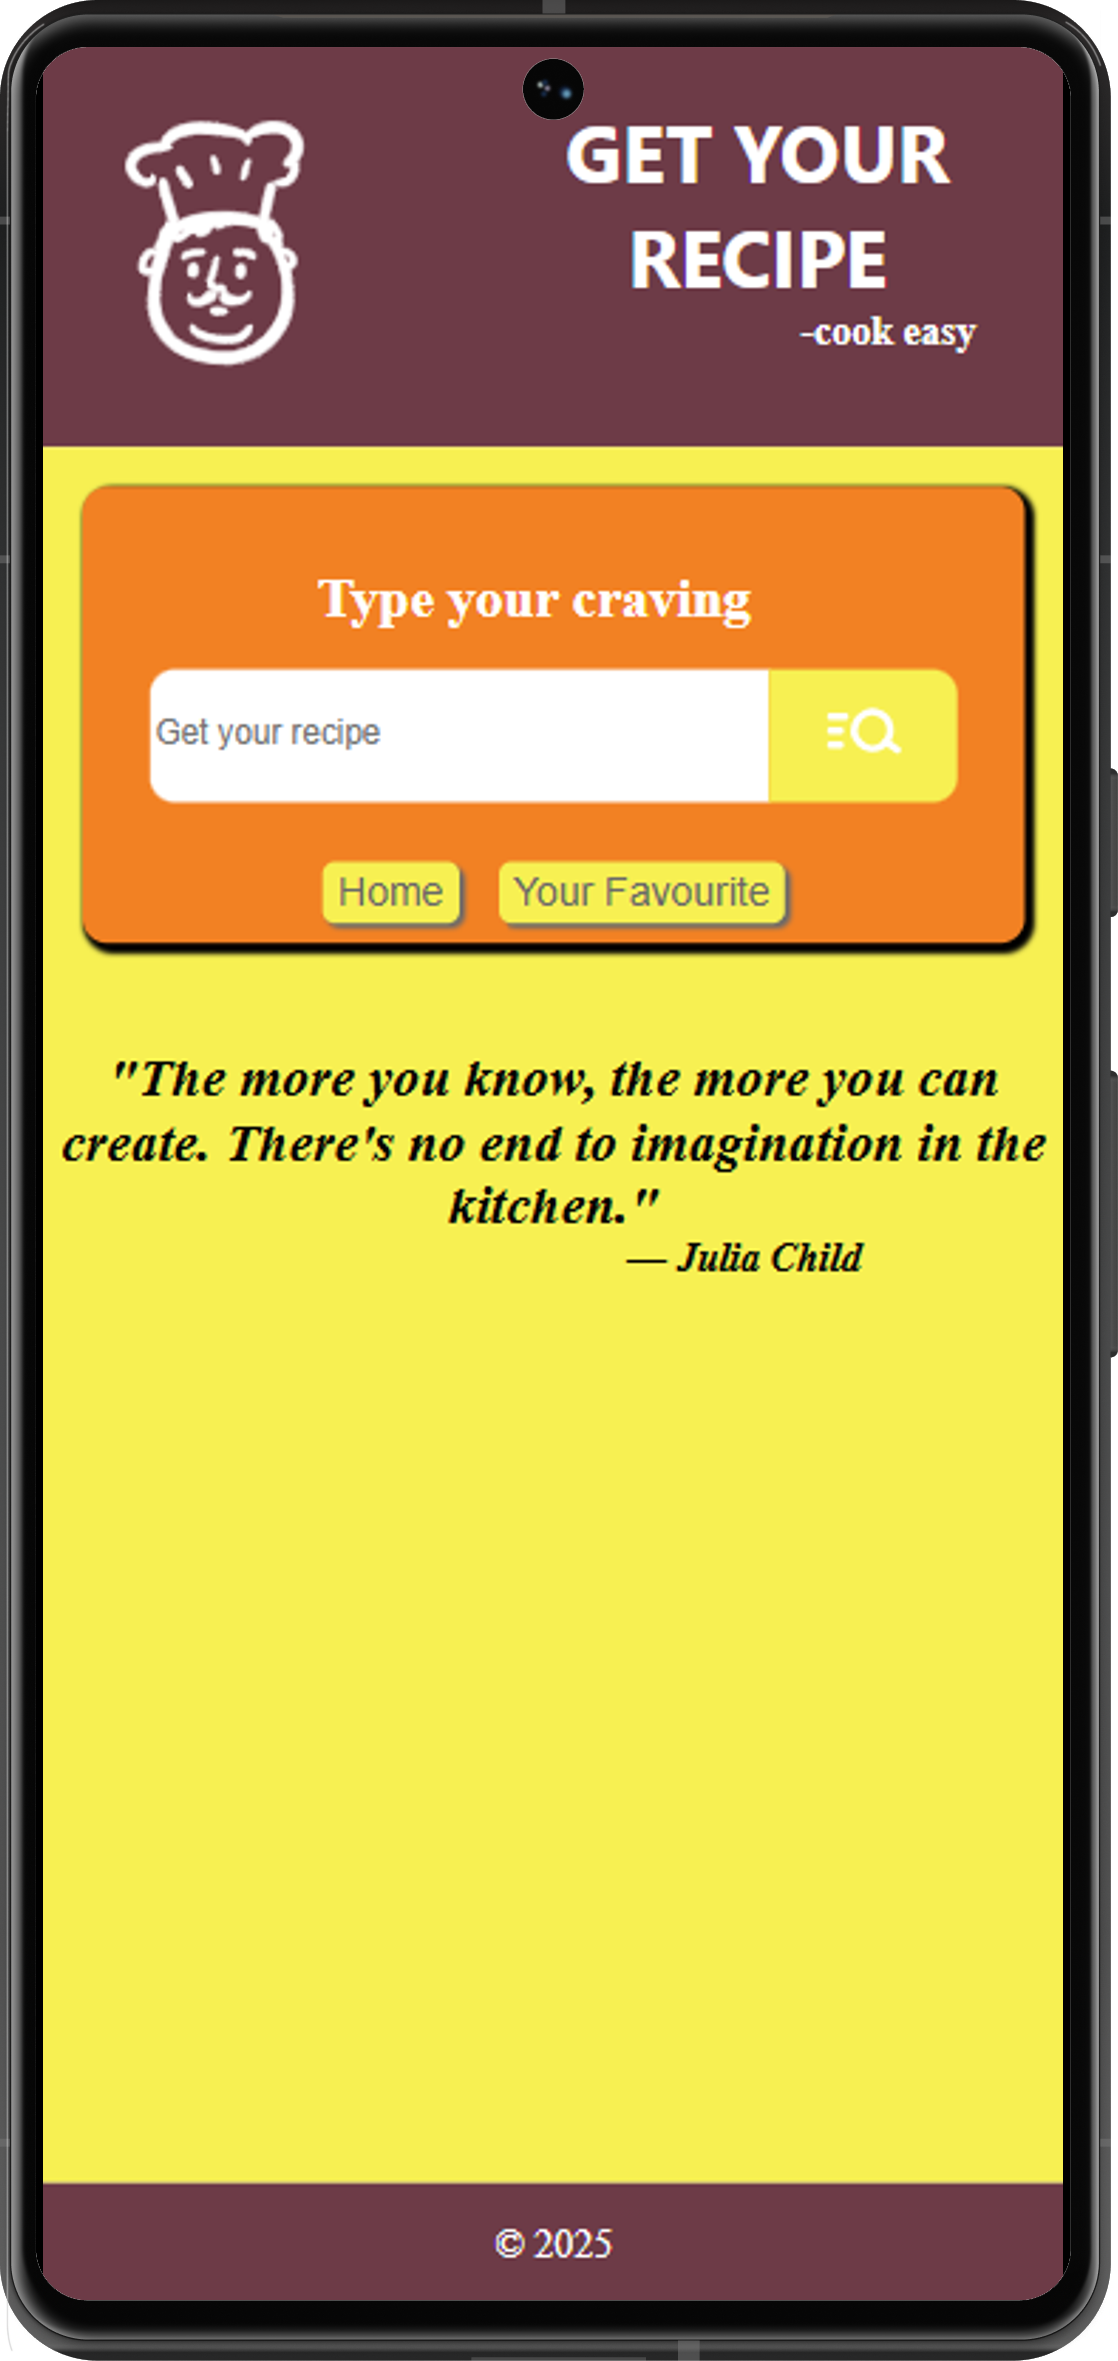 GET YOUR
RECIPE
-cook easy
Type your craving
Get your recipe
Home
Your Favourite
"The more you know, the more you can
create. There's no end to imagination in the
kitchen."
— Julia Child
© 2025